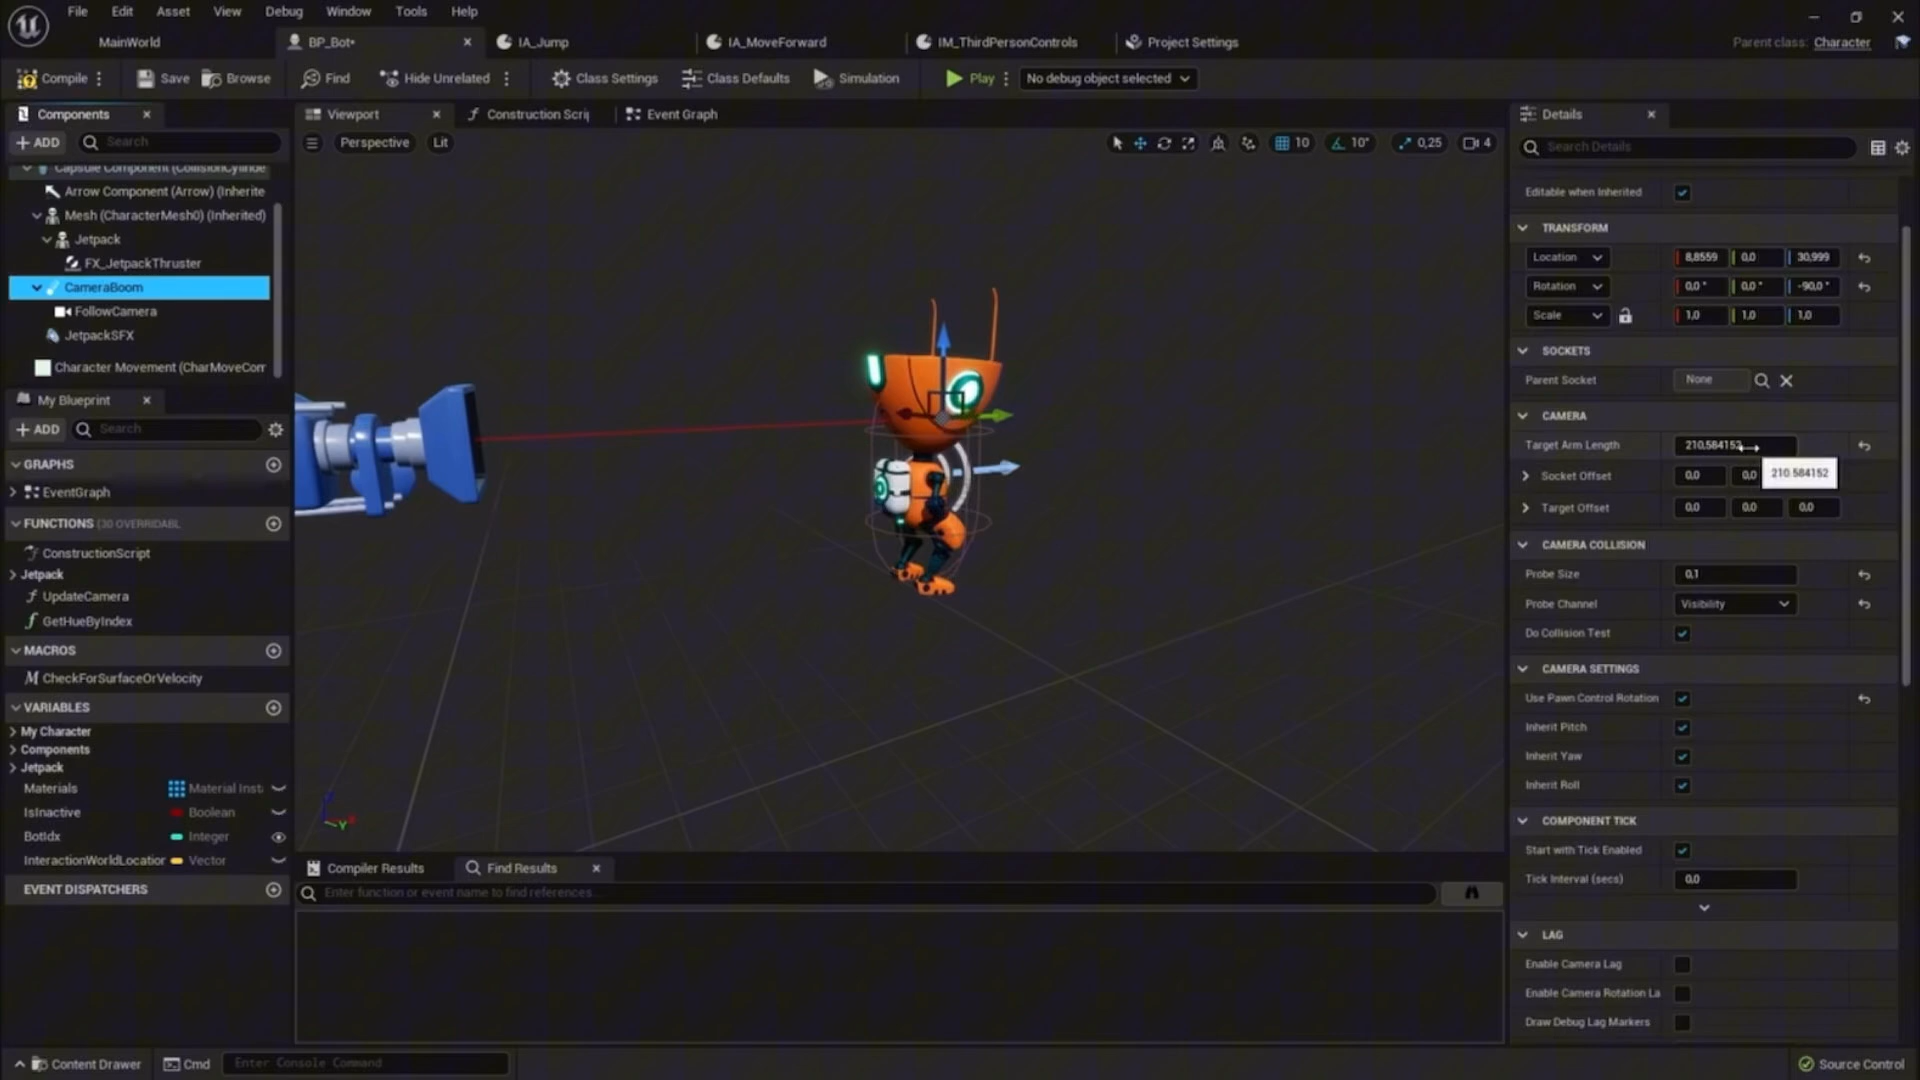 File Edit Asset View Debug Window Tools Help
MainWorld BP_Bot• IA_Jump IA_MoveForward IM_ThirdPersonControls Project Settings Parent class: Character
Compile Save Browse Find Hide Unrelated Class Settings Class Defaults Simulation Play No debug object selected
Components
ADD Search
Capsule Component (CollisionCylinde
Arrow Component (Arrow) (Inherite
Mesh (CharacterMesh0) (Inherited)
Jetpack
FX_JetpackThruster
CameraBoom
FollowCamera
JetpackSFX
Character Movement (CharMoveCom
My Blueprint
ADD Search
GRAPHS
EventGraph
FUNCTIONS (30 OVERRIDABL
ConstructionScript
Jetpack
UpdateCamera
GetHueByIndex
MACROS
CheckForSurfaceOrVelocity
VARIABLES
My Character
Components
Jetpack
Materials Material Inst
IsInactive Boolean
BotIdx Integer
InteractionWorldLocation Vector
EVENT DISPATCHERS
Viewport Construction Scrip Event Graph
Perspective Lit 10 10° 0,25 4
Compiler Results Find Results
Enter function or event name to find references...
Details
Search Details
Editable when Inherited
TRANSFORM
Location 8,8559 0,0 30,999
Rotation 0,0 ° 0,0 ° -90,0 °
Scale 1,0 1,0 1,0
SOCKETS
Parent Socket None
CAMERA
Target Arm Length 210,584152
Socket Offset 0,0 0,0
210.584152
Target Offset 0,0 0,0 0,0
CAMERA COLLISION
Probe Size 0,1
Probe Channel Visibility
Do Collision Test
CAMERA SETTINGS
Use Pawn Control Rotation
Inherit Pitch
Inherit Yaw
Inherit Roll
COMPONENT TICK
Start with Tick Enabled
Tick Interval (secs) 0,0
LAG
Enable Camera Lag
Enable Camera Rotation La
Draw Debug Lag Markers
Content Drawer Cmd Enter Console Command Source Control